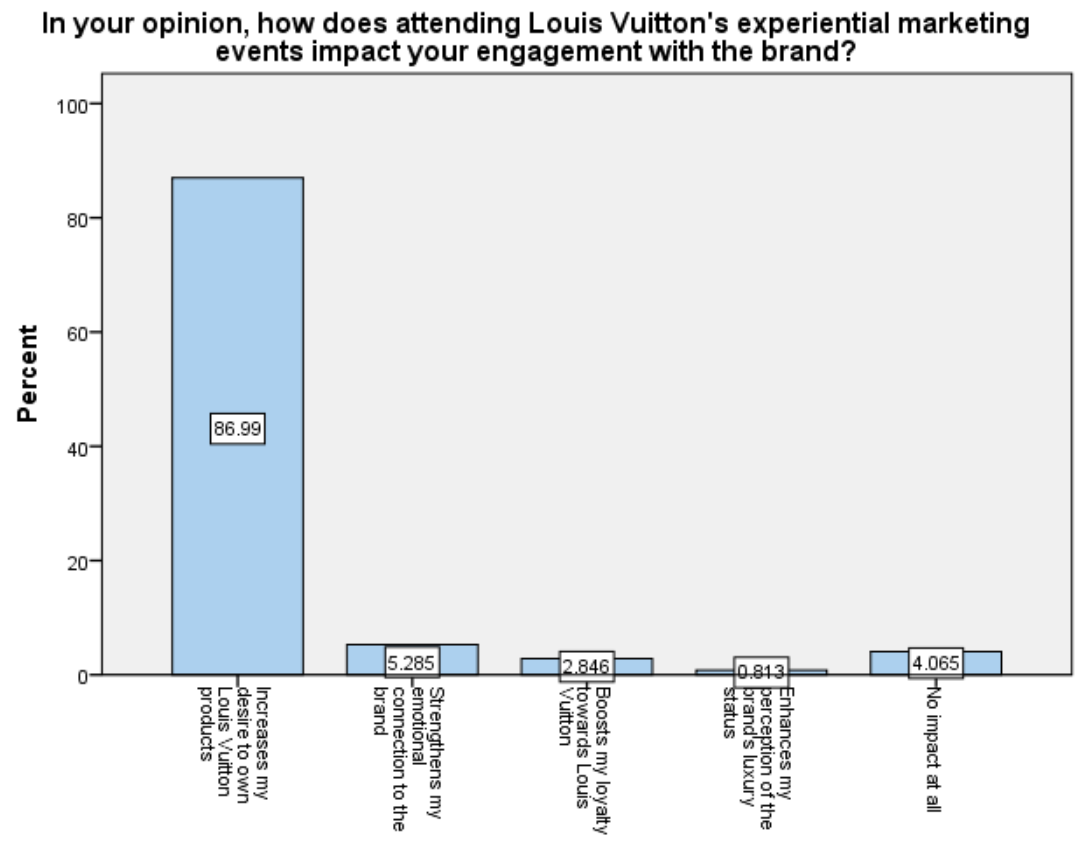 In your opinion, how does attending Louis Vuitton's experiential marketing
events impact your engagement with the brand?
Percent
100
80
60
40
20
0
86.99
5.285
2.846
0.813
4.065
Increases my
desire to own
Louis Vuitton
products
Strengthens my
emotional
connection to the
brand
Boosts my loyalty
towards Louis
Vuitton
Enhances my
perception of the
brand's luxury
status
No impact at all